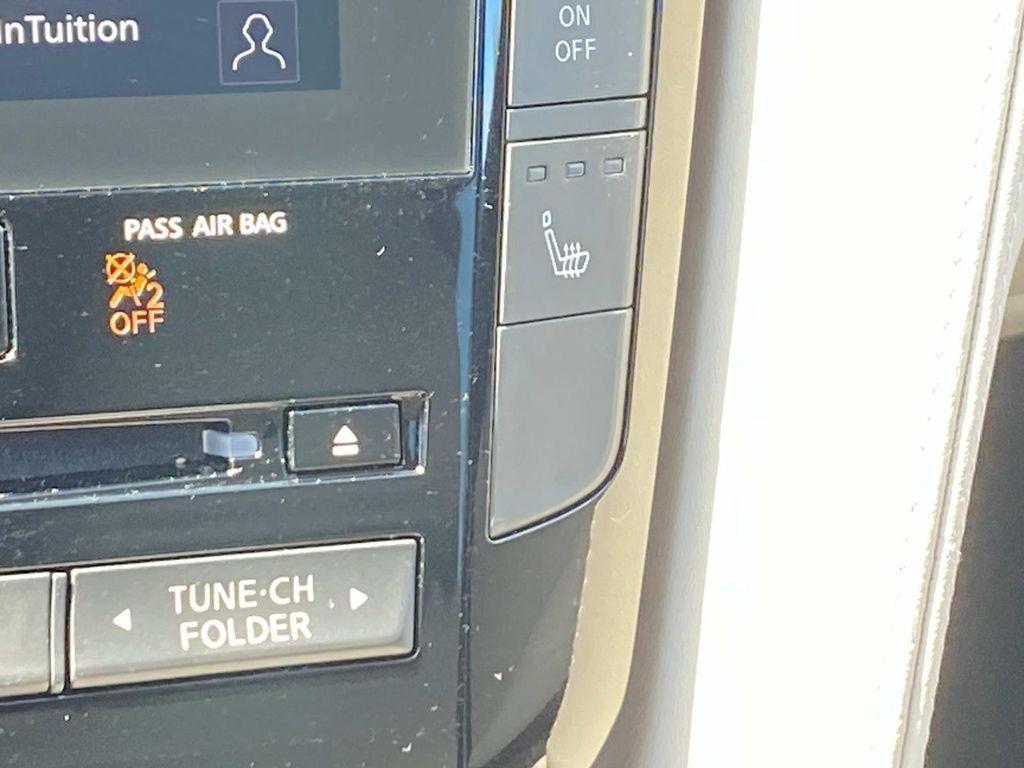 InTuition
ON
OFF
PASS AIR BAG
2
OFF
TUNE·CH
FOLDER